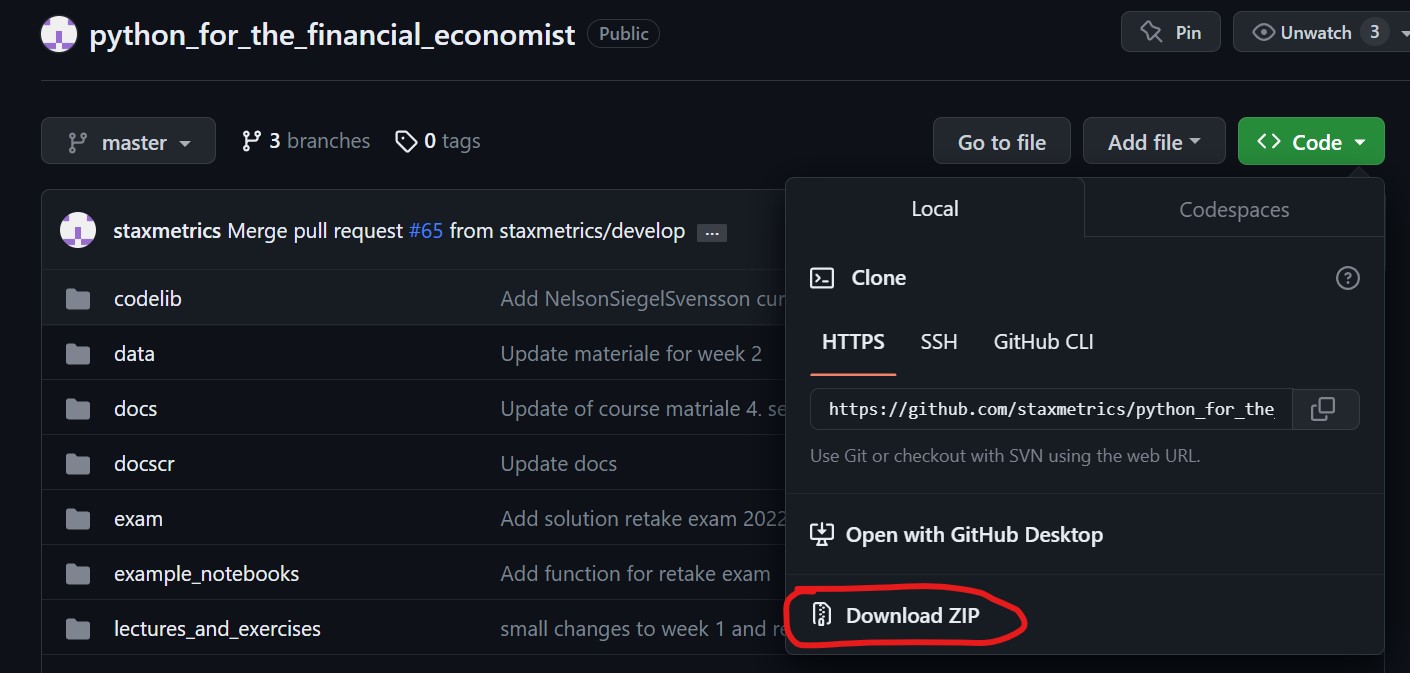 python_for_the_financial_economist Public
Pin
Unwatch 3
master
3 branches
0 tags
Go to file
Add file
Code
staxmetrics Merge pull request #65 from staxmetrics/develop ...
codelib Add NelsonSiegelSvensson cur
data Update materiale for week 2
docs Update of course matriale 4. se
docscr Update docs
exam Add solution retake exam 2022
example_notebooks Add function for retake exam
lectures_and_exercises small changes to week 1 and re
Local
Codespaces
Clone
?
HTTPS SSH GitHub CLI
https://github.com/staxmetrics/python_for_the_
Use Git or checkout with SVN using the web URL.
Open with GitHub Desktop
Download ZIP